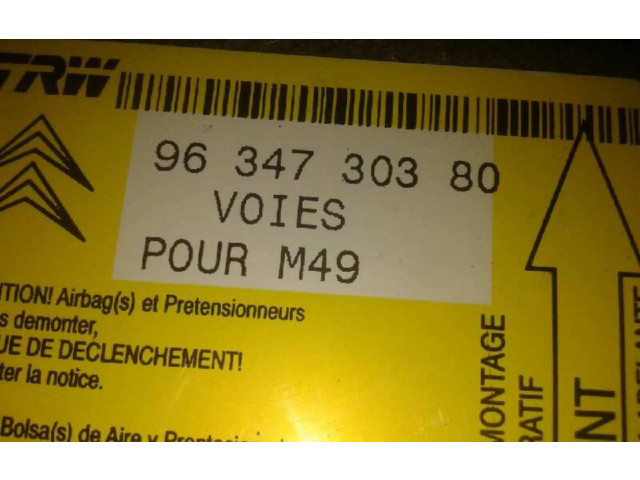 TRW
96 347 303 80
VOIES
POUR M49
TION! Airbag(s) et Pretensionneurs
s demonter,
UE DE DECLENCHEMENT!
ter la notice.
Bolsa(s) de Aire y
MONTAGE
RATIF
NT